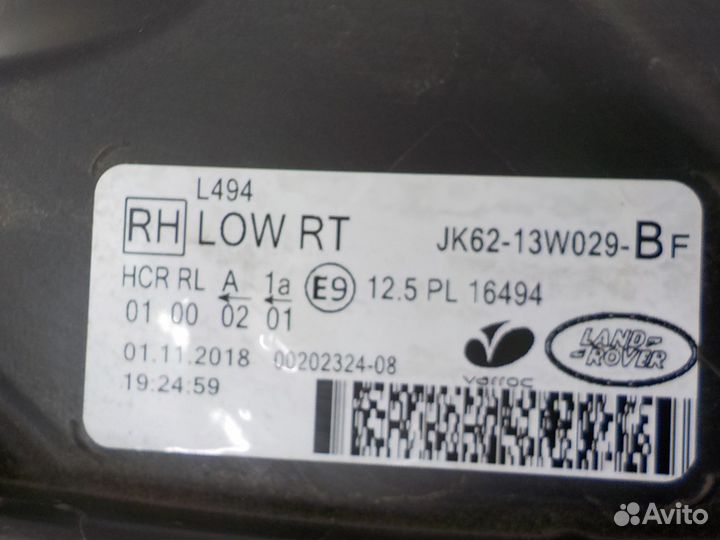 L494
RH LOW RT JK62-13W029-BF
HCR RL A 1a E9 12.5 PL 16494
01 00 02 01
01.11.2018 00202324-08
19:24:59
varroc
LAND ROVER
Avito